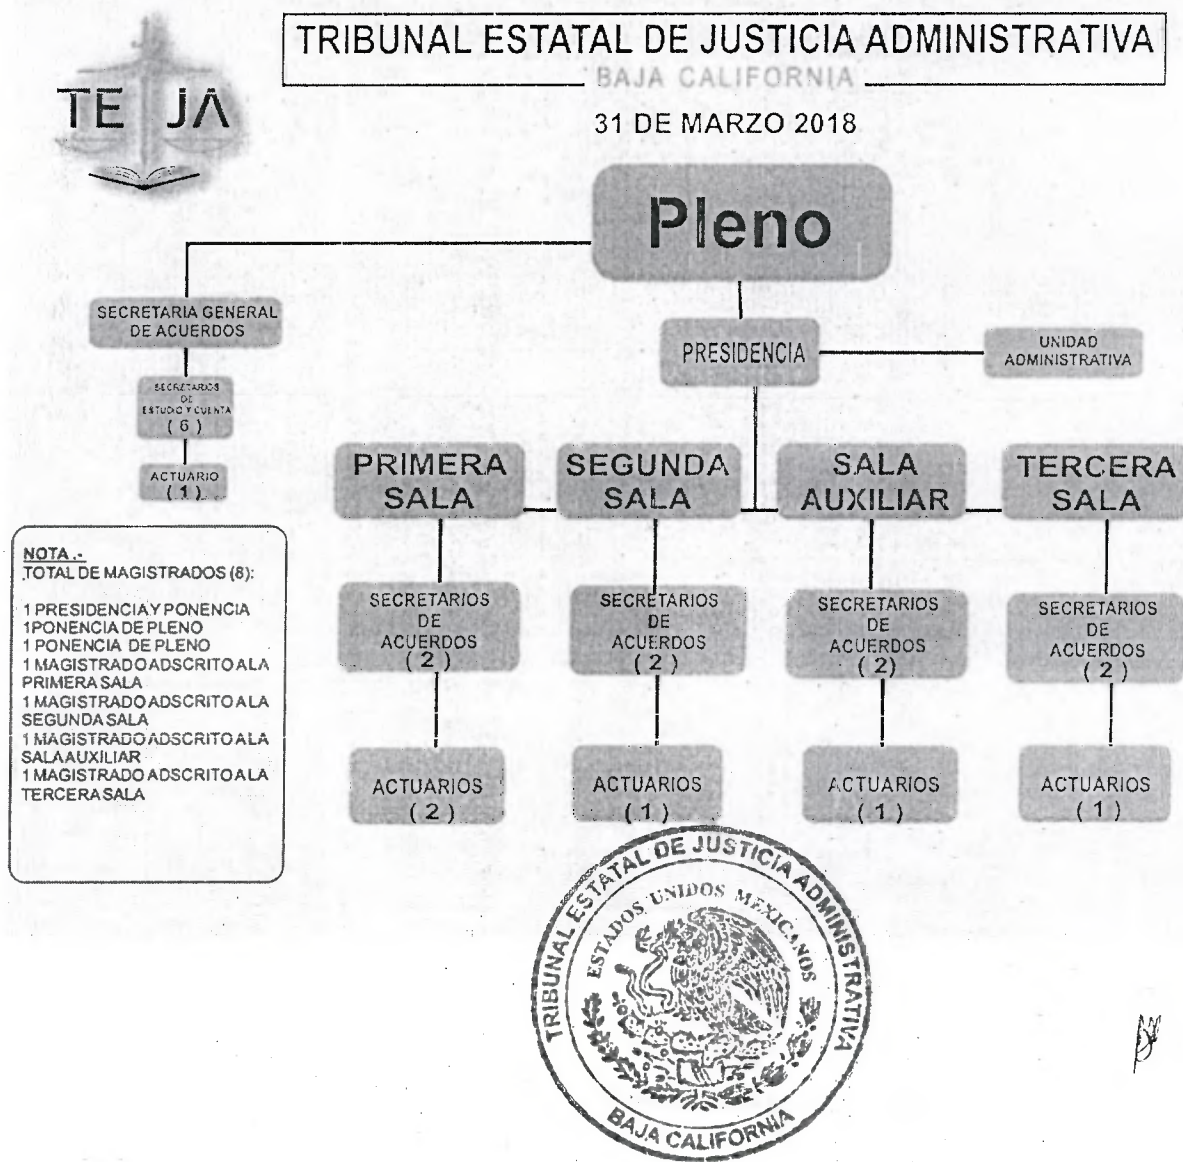 TE JA
TRIBUNAL ESTATAL DE JUSTICIA ADMINISTRATIVA
BAJA CALIFORNIA
31 DE MARZO 2018
Pleno
SECRETARIA GENERAL
DE ACUERDOS
PRESIDENCIA
UNIDAD
ADMINISTRATIVA
SECRETARIOS
DE
ESTUDIO Y CUENTA
( 6 )
ACTUARIO
( 1 )
PRIMERA
SALA
SEGUNDA
SALA
SALA
AUXILIAR
TERCERA
SALA
NOTA.-
TOTAL DE MAGISTRADOS (8):
1 PRESIDENCIA Y PONENCIA
1PONENCIA DE PLENO
1 PONENCIA DE PLENO
1 MAGISTRADO ADSCRITO A LA
PRIMERA SALA
1 MAGISTRADO ADSCRITO A LA
SEGUNDA SALA
1 MAGISTRADO ADSCRITO A LA
SALA AUXILIAR
1 MAGISTRADO ADSCRITO A LA
TERCERA SALA
SECRETARIOS
DE
ACUERDOS
( 2 )
SECRETARIOS
DE
ACUERDOS
( 2 )
SECRETARIOS
DE
ACUERDOS
(2)
SECRETARIOS
DE
ACUERDOS
( 2 )
ACTUARIOS
( 2 )
ACTUARIOS
( 1 )
ACTUARIOS
( 1 )
ACTUARIOS
( 1 )
TRIBUNAL ESTATAL DE JUSTICIA ADMINISTRATIVA
ESTADOS UNIDOS MEXICANOS
BAJA CALIFORNIA